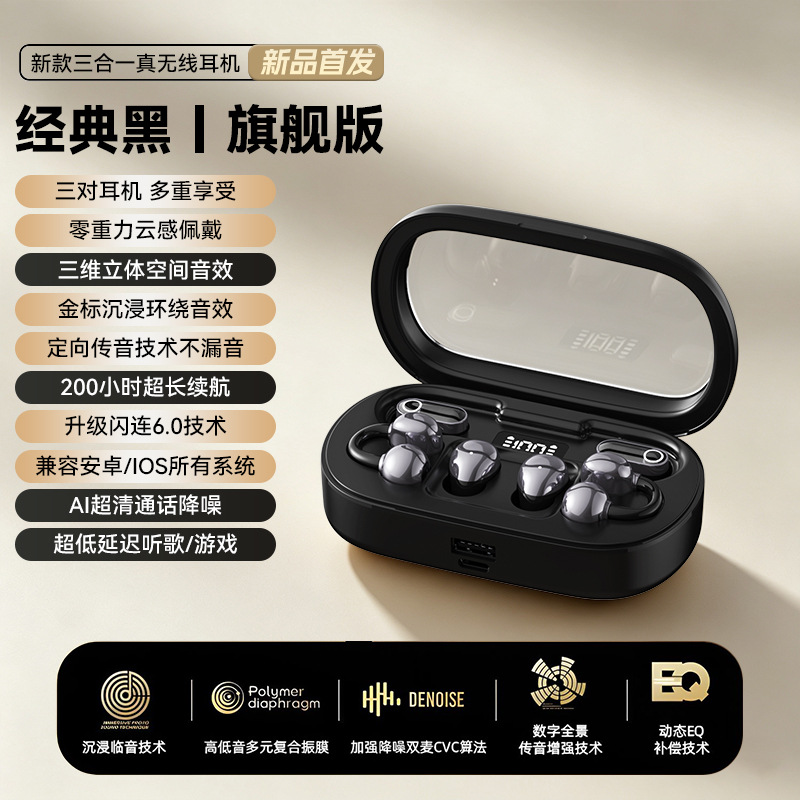 新款三合一真无线耳机 新品首发
经典黑 | 旗舰版
三对耳机 多重享受
零重力云感佩戴
三维立体空间音效
金标沉浸环绕音效
定向传音技术不漏音
200小时超长续航
升级闪连6.0技术
兼容安卓/IOS所有系统
AI超清通话降噪
超低延迟听歌/游戏
IMMERSIVE PHOTO
SOUND TECHNIQUE
沉浸临音技术
Polymer
diaphragm
高低音多元复合振膜
DENOISE
加强降噪双麦CVC算法
数字全景
传音增强技术
EQ
动态EQ
补偿技术